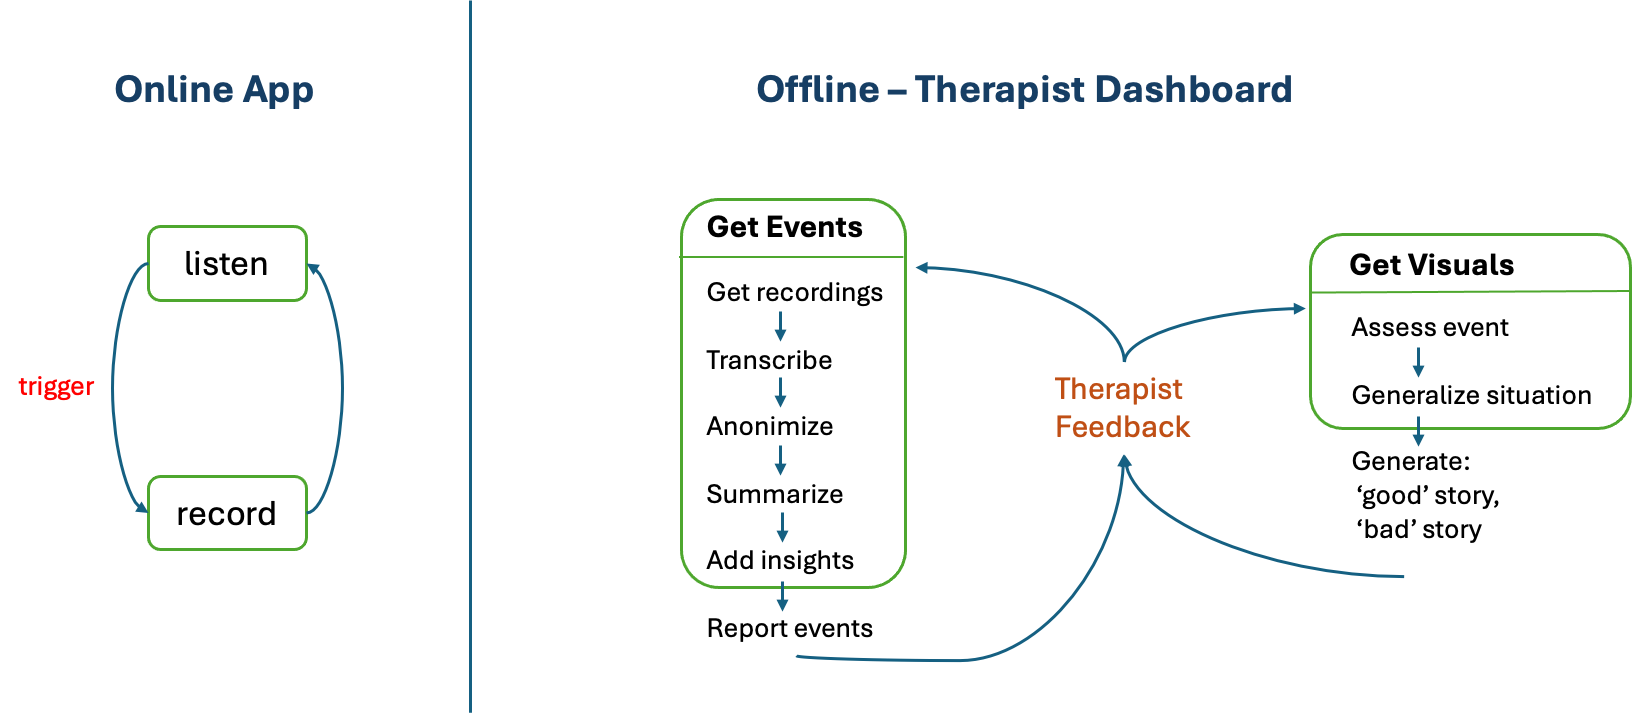 Online App
Offline – Therapist Dashboard
listen
trigger
record
Get Events
Get recordings
Transcribe
Anonimize
Summarize
Add insights
Report events
Therapist
Feedback
Get Visuals
Assess event
Generalize situation
Generate:
‘good’ story,
‘bad’ story